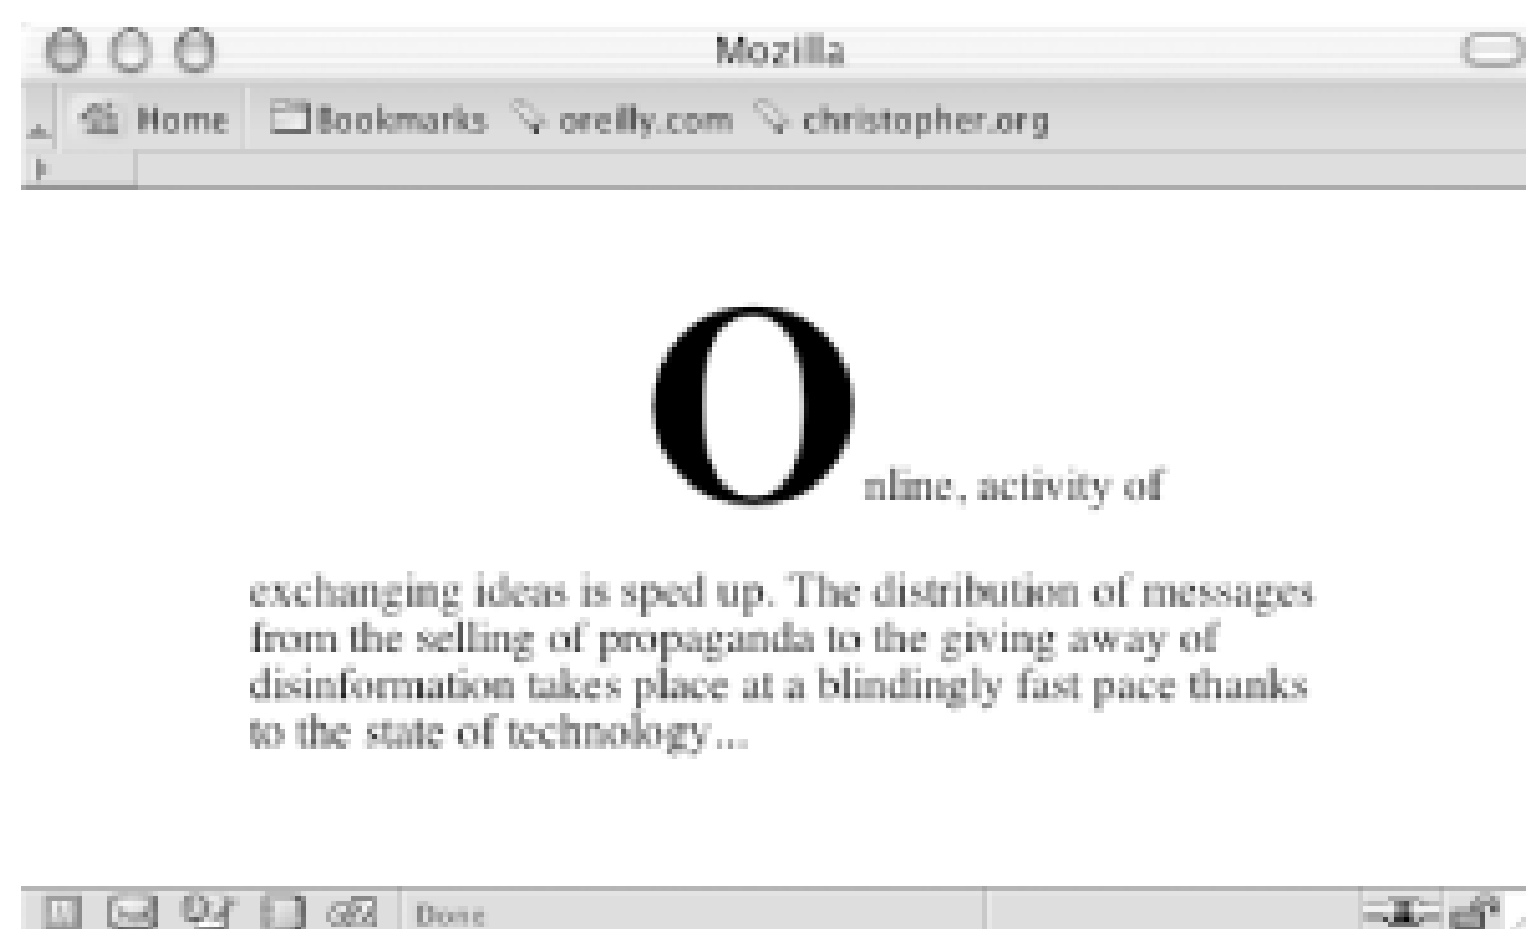 Mozilla
Home Bookmarks oreilly.com christopher.org
Online, activity of
exchanging ideas is sped up. The distribution of messages
from the selling of propaganda to the giving away of
disinformation takes place at a blindingly fast pace thanks
to the state of technology...
Done